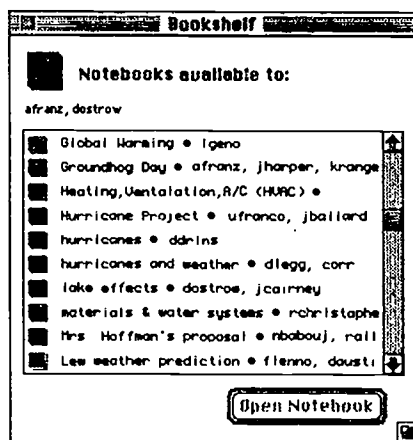 Bookshelf
Notebooks available to:
afranz, dostrow
Global Warming • lgeno
Groundhog Day • afranz, jharper, krange
Heating,Ventalation,A/C (HVAC) •
Hurricane Project • ufranco, jballard
hurricanes • ddrins
hurricanes and weather • dlegg, corr
lake effects • dostrow, jcairney
materials & water systems • rchristophe
Mrs Hoffman's proposal • nbabouj, rall
Lew weather prediction • flenno, dausti
Open Notebook